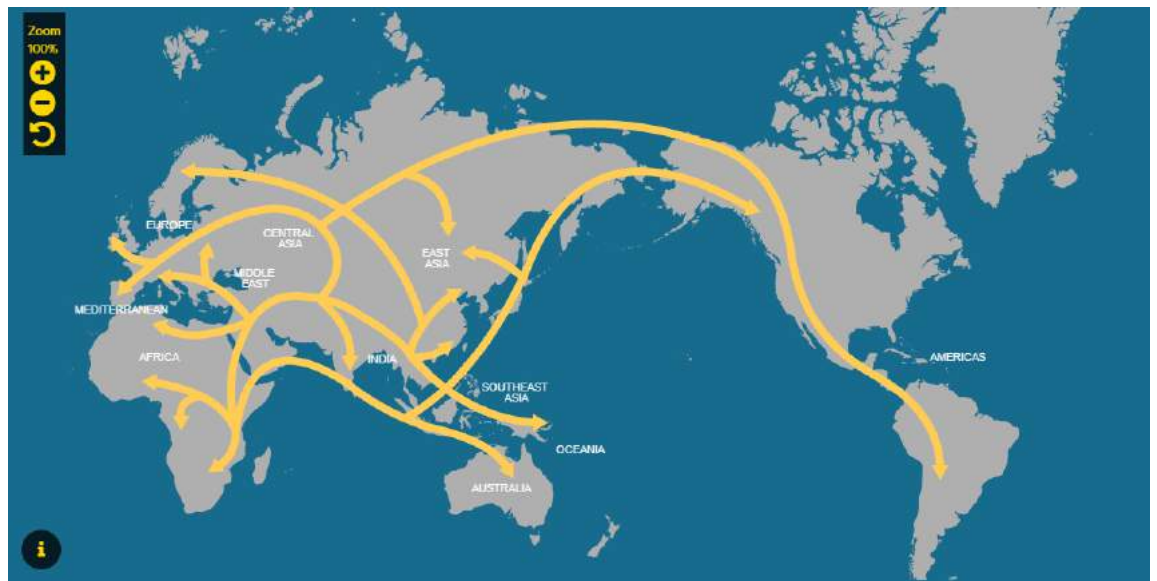 Zoom
100%
EUROPE
CENTRAL
ASIA
EAST
ASIA
MIDDLE
EAST
MEDITERRANEAN
AFRICA
INDIA
AMERICAS
SOUTHEAST
ASIA
OCEANIA
AUSTRALIA
i